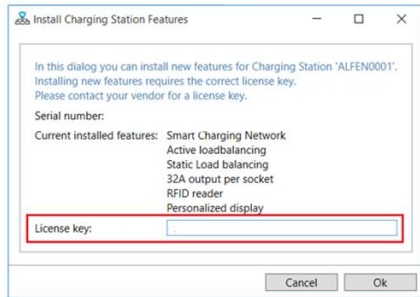 Install Charging Station Features
In this dialog you can install new features for Charging Station 'ALFEN0001'.
Installing new features requires the correct license key.
Please contact your vendor for a license key.
Serial number:
Current installed features: Smart Charging Network
Active loadbalancing
Static Load balancing
32A output per socket
RFID reader
Personalized display
License key:
Cancel Ok